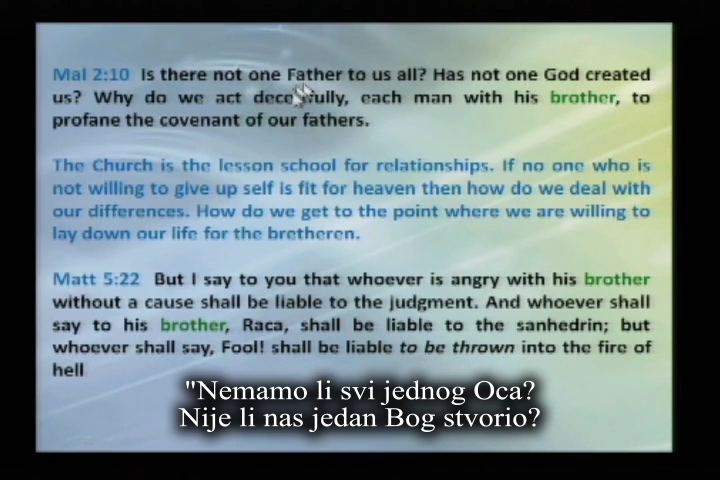 Mal 2:10 Is there not one Father to us all? Has not one God created
us? Why do we act deceitfully, each man with his brother, to
profane the covenant of our fathers.
The Church is the lesson school for relationships. If no one who is
not willing to give up self is fit for heaven then how do we deal with
our differences. How do we get to the point where we are willing to
lay down our life for the bretheren.
Matt 5:22 But I say to you that whoever is angry with his brother
without a cause shall be liable to the judgment. And whoever shall
say to his brother, Raca, shall be liable to the sanhedrin; but
whoever shall say, Fool! shall be liable to be thrown into the fire of
hell
"Nemamo li svi jednog Oca?
Nije li nas jedan Bog stvorio?